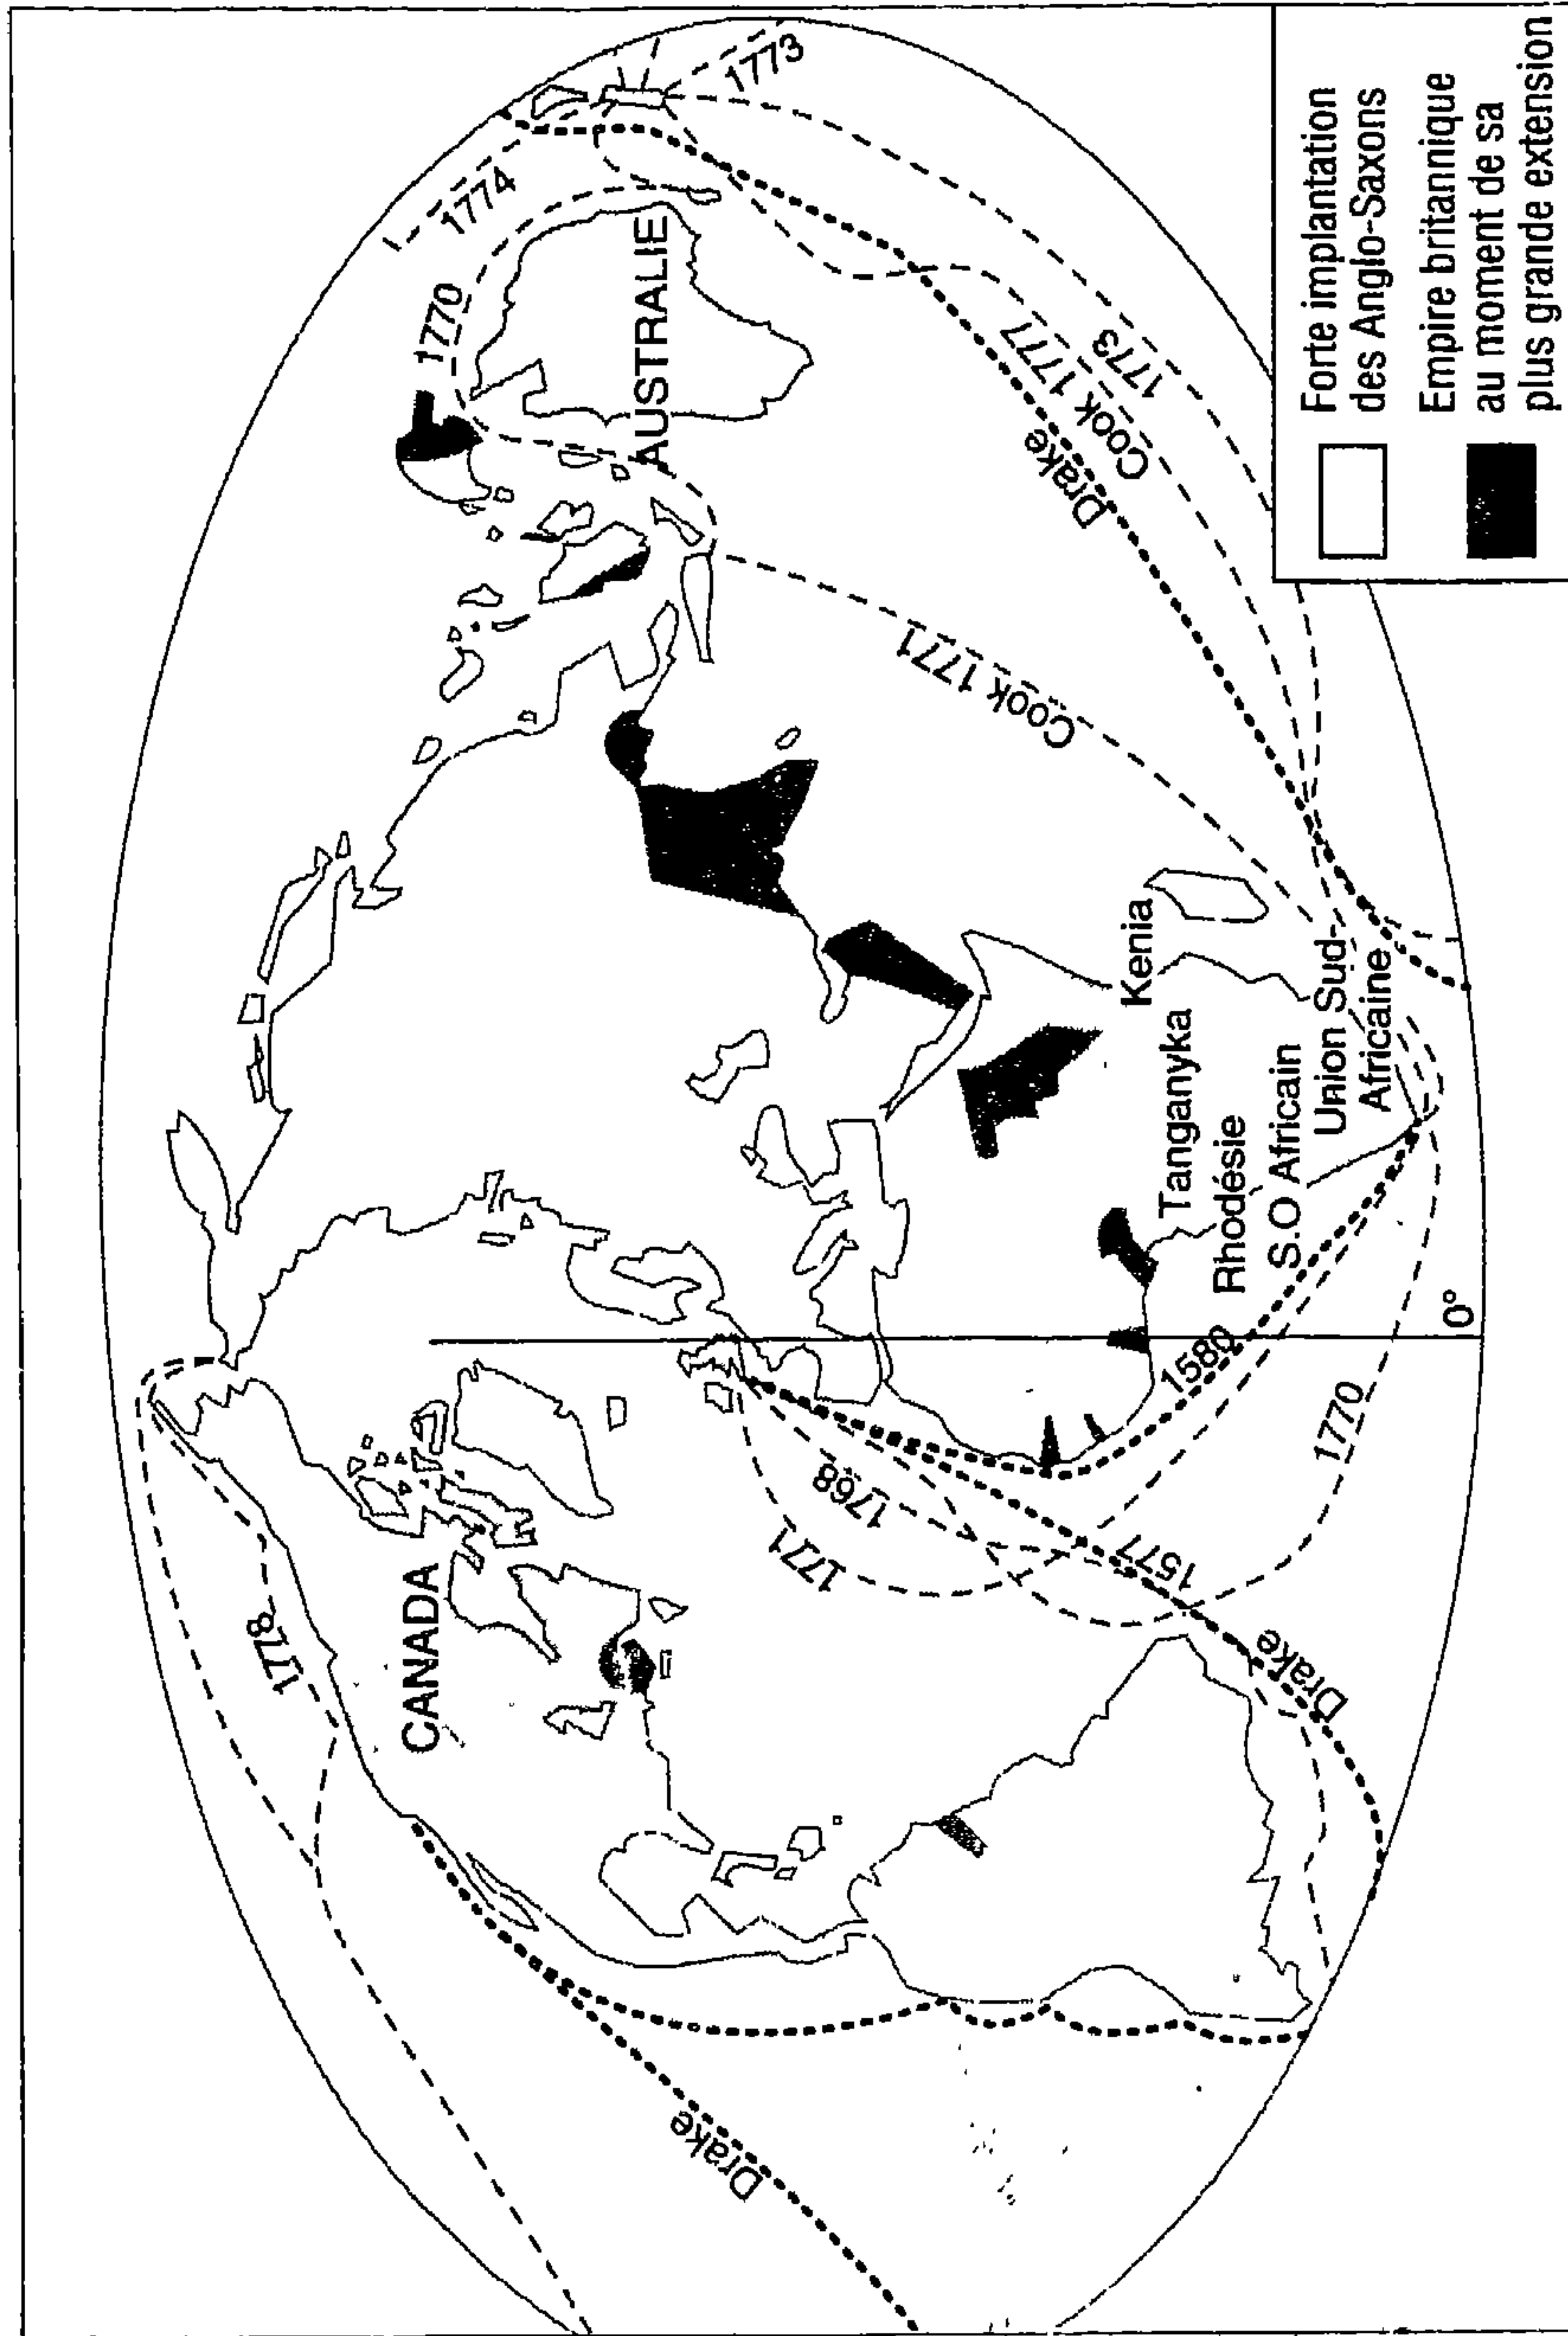 1773
1774
1770
AUSTRALIE
Cook 1777
1773
Drake
Cook 1771
Kenia
Tanganyka
Rhodésie
S.O Africain
Union Sud-
Africaine
0°
1580
1770
1768
1771
1577
Drake
CANADA
1778
Drake
Forte implantation
des Anglo-Saxons
Empire britannique
au moment de sa
plus grande extension